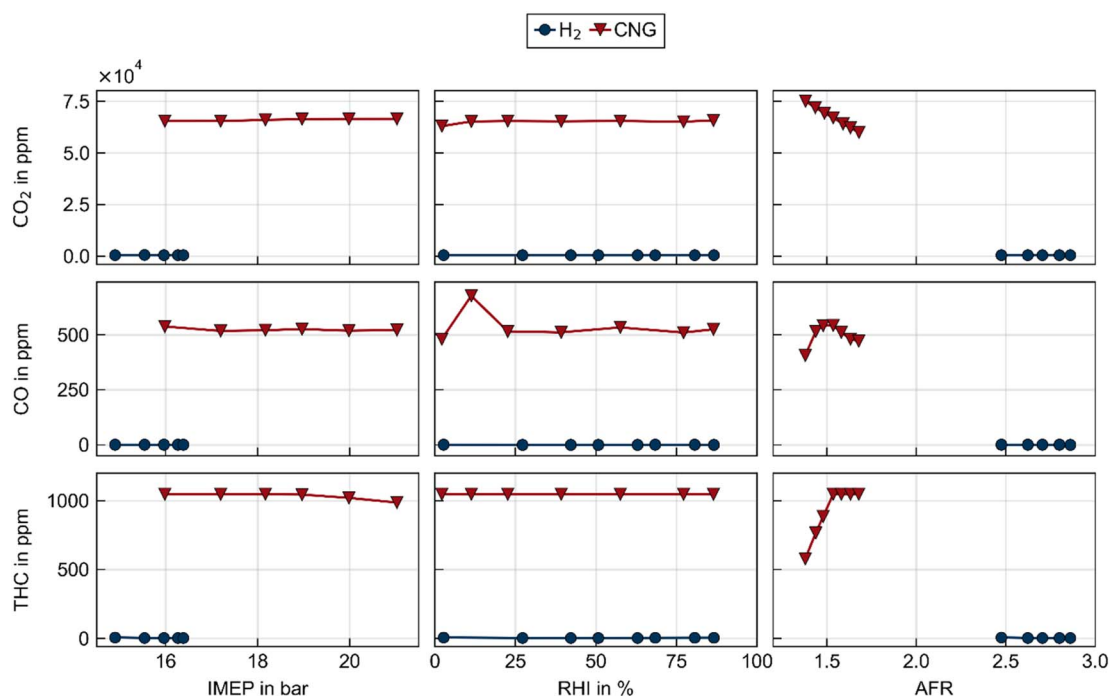 H₂ CNG
×10⁴
7.5
5.0
2.5
0.0
CO₂ in ppm
500
250
0
CO in ppm
1000
500
0
THC in ppm
16 18 20
IMEP in bar
0 25 50 75 100
RHI in %
1.5 2.0 2.5 3.0
AFR